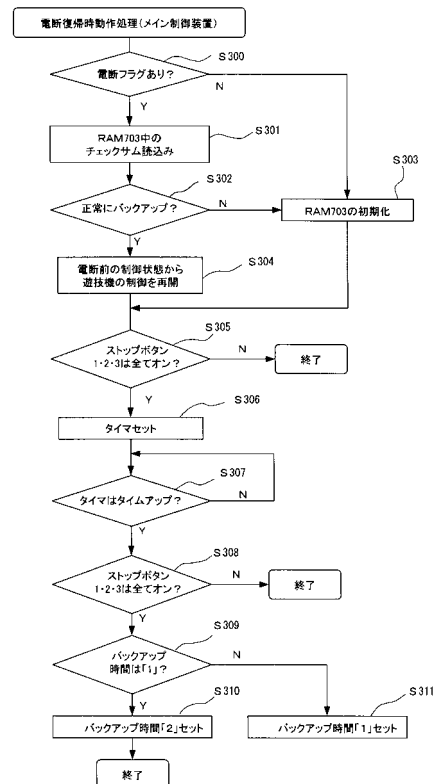 電断復帰時動作処理(メイン制御装置)
S300
電断フラグあり?
N
Y
S301
RAM703中の
チェックサム読込み
S302
正常にバックアップ?
N
Y
S303
RAM703の初期化
S304
電断前の制御状態から
遊技機の制御を再開
S305
ストップボタン
1・2・3は全てオン?
N
終了
Y
S306
タイマセット
S307
タイマはタイムアップ?
N
Y
S308
ストップボタン
1・2・3は全てオン?
N
終了
Y
S309
バックアップ
時間は「1」?
N
Y
S310
バックアップ時間「2」セット
S311
バックアップ時間「1」セット
終了